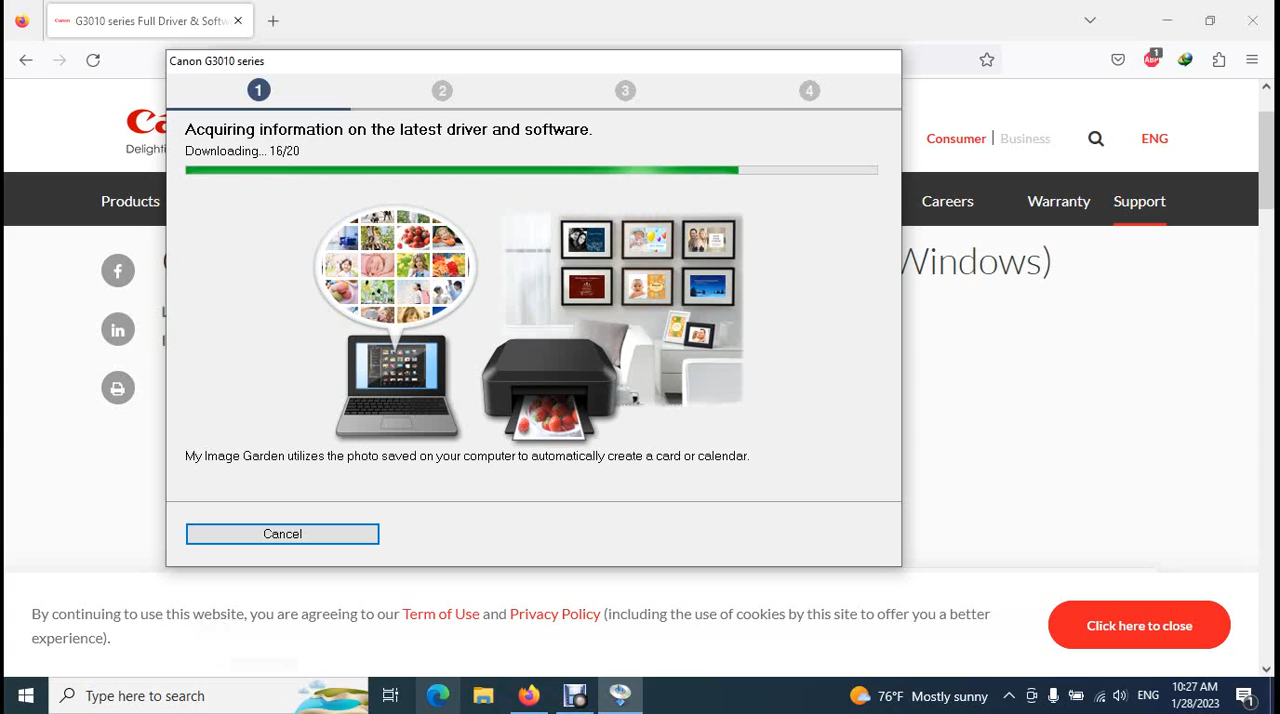 Canon G3010 series Full Driver & Softw
1
Canon G3010 series
1 2 3 4
Acquiring information on the latest driver and software.
Downloading... 16/20
My Image Garden utilizes the photo saved on your computer to automatically create a card or calendar.
Cancel
Delighti
Consumer | Business
ENG
Products
Careers
Warranty
Support
Windows)
By continuing to use this website, you are agreeing to our Term of Use and Privacy Policy (including the use of cookies by this site to offer you a better
experience).
Click here to close
Type here to search
76°F Mostly sunny
ENG
10:27 AM
1/28/2023
1